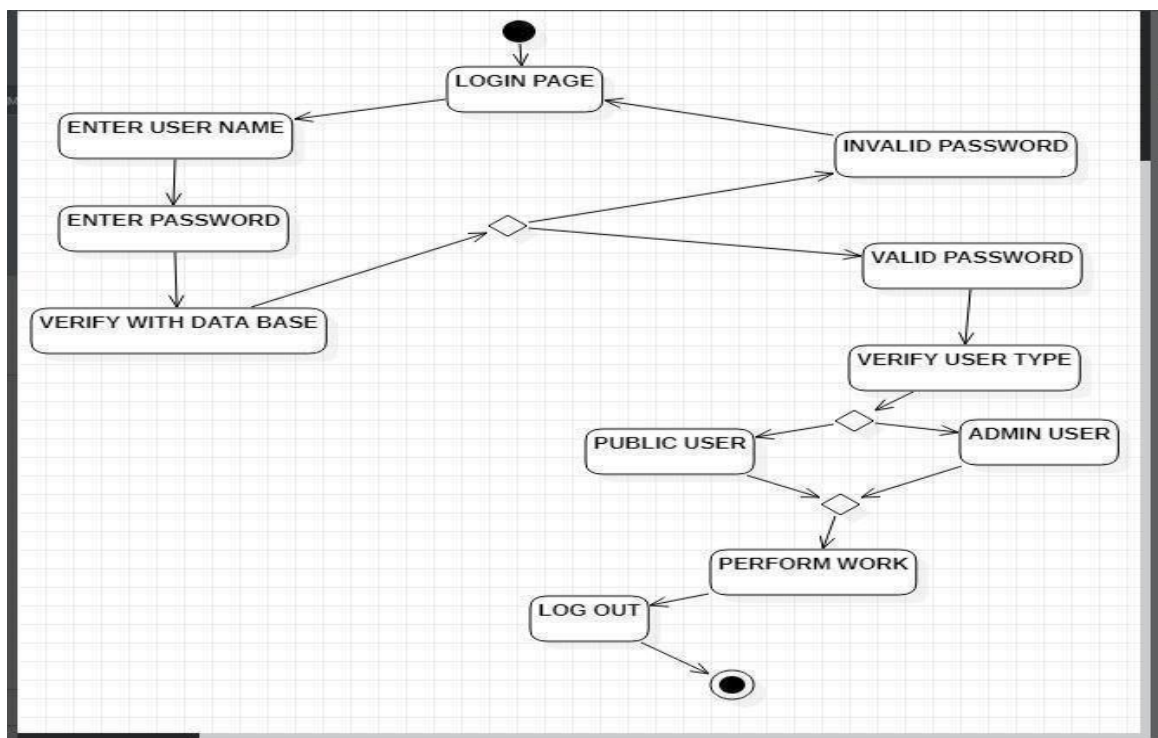 LOGIN PAGE
ENTER USER NAME
INVALID PASSWORD
ENTER PASSWORD
VALID PASSWORD
VERIFY WITH DATA BASE
VERIFY USER TYPE
PUBLIC USER
ADMIN USER
PERFORM WORK
LOG OUT